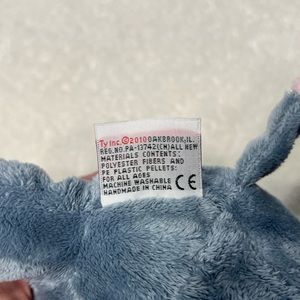 Ty Inc.©2010 OAKBROOK,IL.
REG.NO.PA-13742(CN)ALL NEW
MATERIALS CONTENTS:
POLYESTER FIBERS AND
PE PLASTIC PELLETS:
FOR ALL AGES
MACHINE WASHABLE
HANDMADE IN CHINA
CE